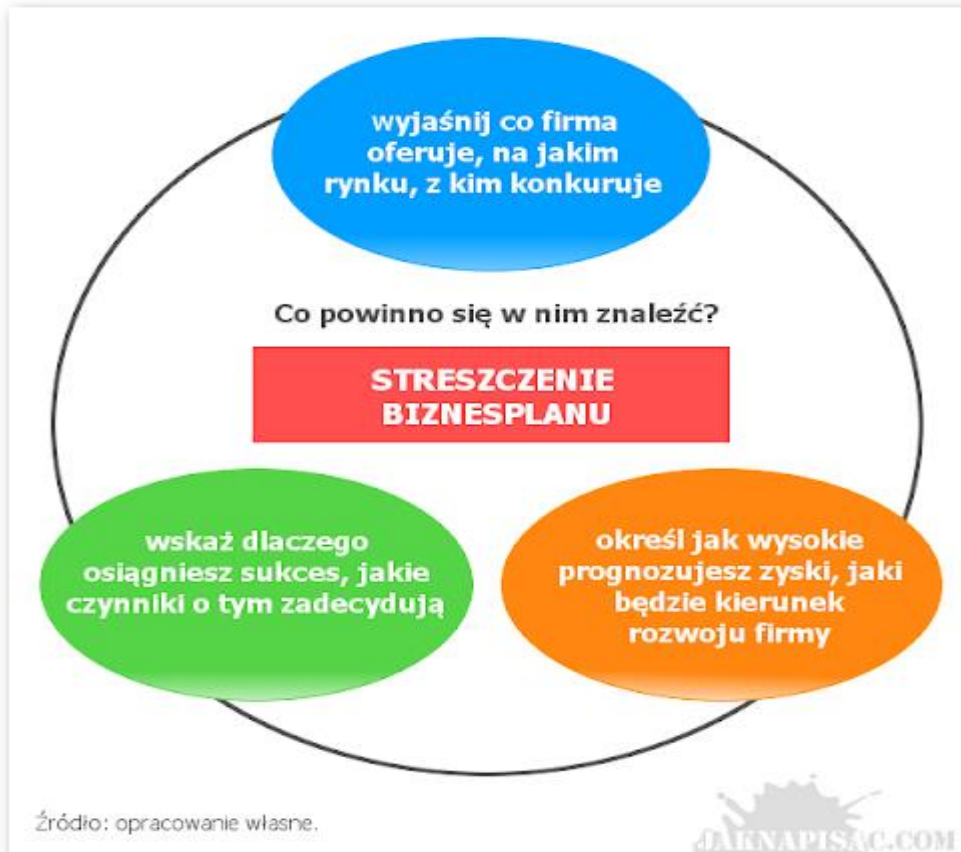 wyjaśnij co firma
oferuje, na jakim
rynku, z kim konkuruje
Co powinno się w nim znaleźć?
STRESZCZENIE
BIZNESPLANU
wskaż dlaczego
osiągniesz sukces, jakie
czynniki o tym zadecydują
określ jak wysokie
prognozujesz zyski, jaki
będzie kierunek
rozwoju firmy
Źródło: opracowanie własne.
JAKNAPISAC.COM